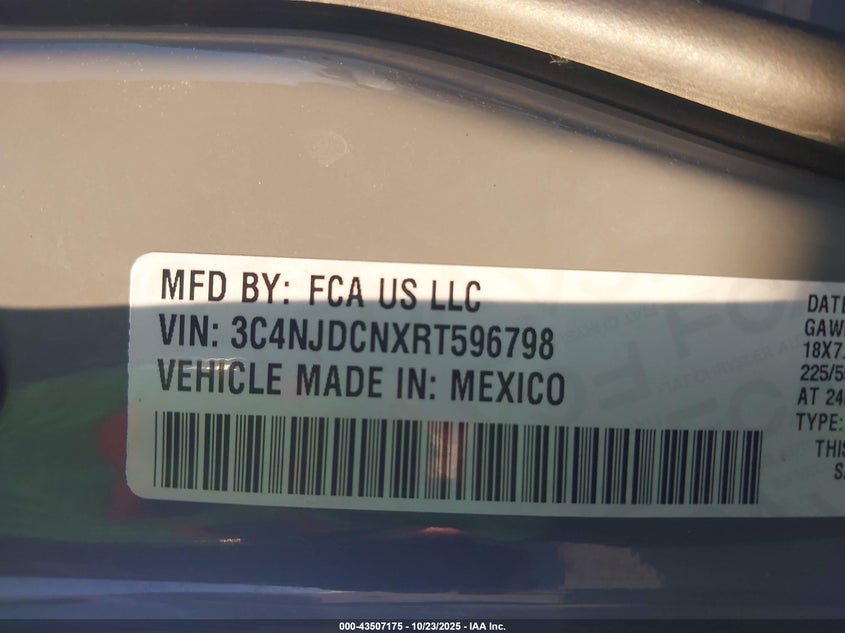 MFD BY: FCA US LLC
VIN: 3C4NJDCNXRT596798
VEHICLE MADE IN: MEXICO
DATE
GAW
18X7.
225/5
AT 24
TYPE:
THIS
S
000-43507175 - 10/23/2025 - IAA Inc.